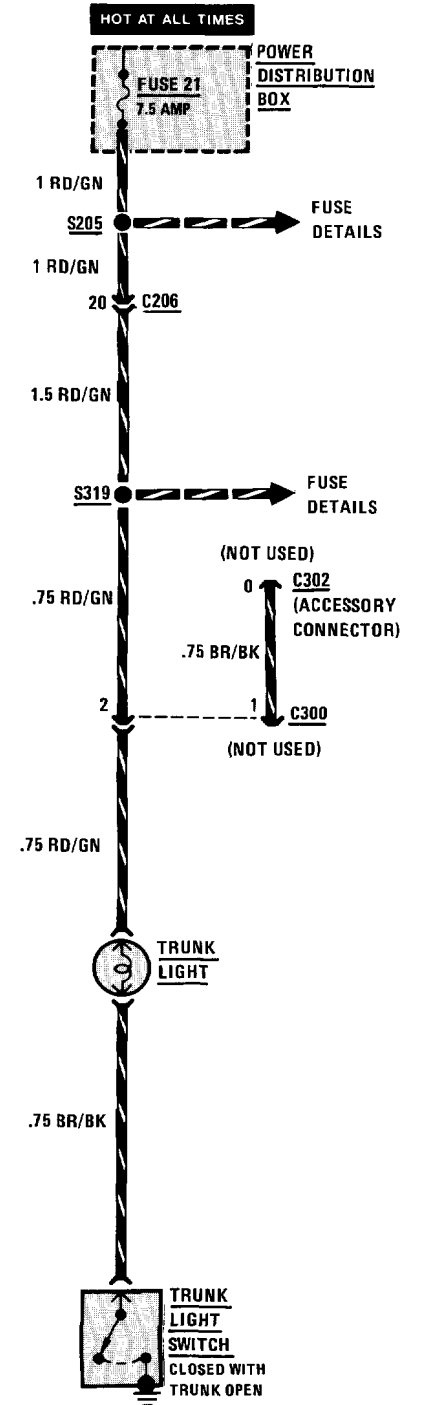 HOT AT ALL TIMES
POWER
DISTRIBUTION
BOX
FUSE 21
7.5 AMP
1 RD/GN
S205
FUSE
DETAILS
1 RD/GN
20
C206
1.5 RD/GN
S319
FUSE
DETAILS
(NOT USED)
0
C302
(ACCESSORY
CONNECTOR)
.75 RD/GN
.75 BR/BK
2
1
C300
(NOT USED)
.75 RD/GN
TRUNK
LIGHT
.75 BR/BK
TRUNK
LIGHT
SWITCH
CLOSED WITH
TRUNK OPEN